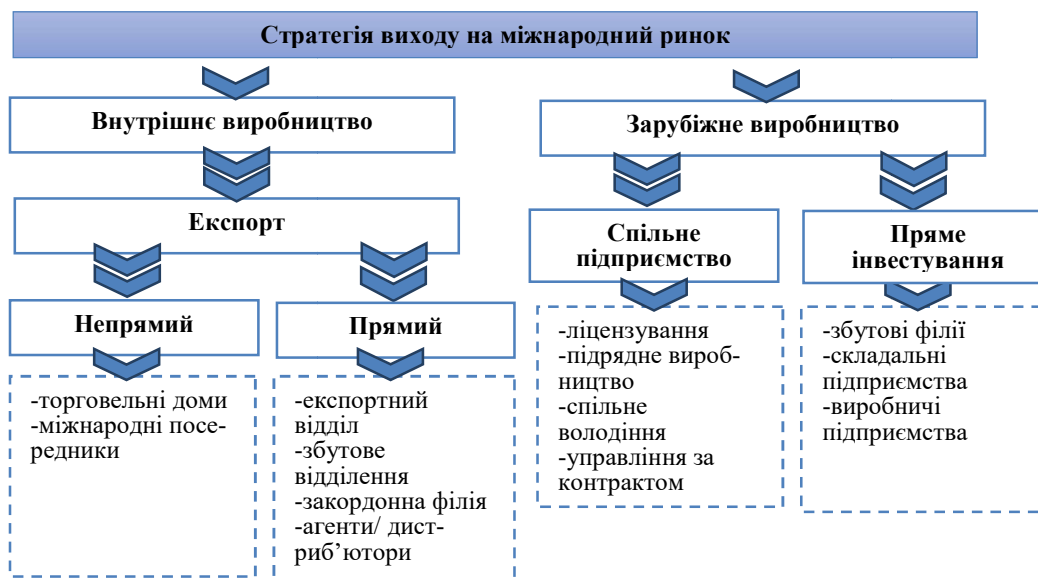 Стратегія виходу на міжнародний ринок
Внутрішнє виробництво
Зарубіжне виробництво
Експорт
Спільне
підприємство
Пряме
інвестування
Непрямий
Прямий
-торговельні доми
-міжнародні посе-
редники
-експортний
відділ
-збутове
відділення
-закордонна філія
-агенти/ дист-
риб’ютори
-ліцензування
-підрядне вироб-
ництво
-спільне
володіння
-управління за
контрактом
-збутові філії
-складальні
підприємства
-виробничі
підприємства